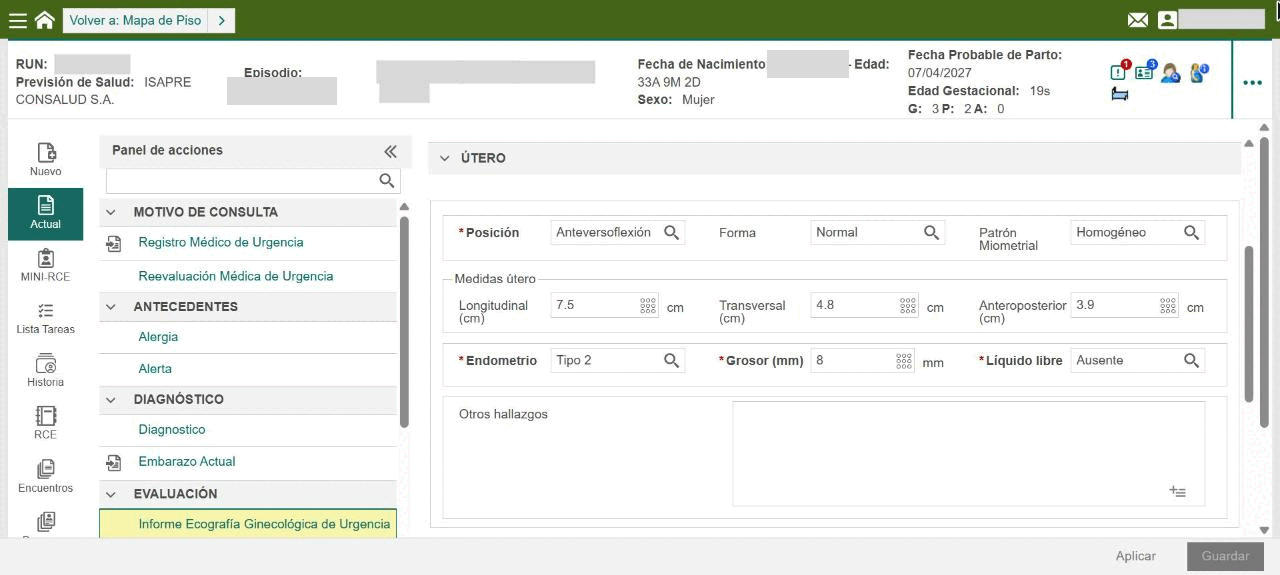 Volver a: Mapa de Piso
RUN:
Previsión de Salud: ISAPRE
CONSALUD S.A.
Episodio:
Fecha de Nacimiento - Edad:
33A 9M 2D
Sexo: Mujer
Fecha Probable de Parto:
07/04/2027
Edad Gestacional: 19s
G: 3 P: 2 A: 0
1
3
Nuevo
Actual
MINI-RCE
Lista Tareas
Historia
RCE
Encuentros
Panel de acciones
MOTIVO DE CONSULTA
Registro Médico de Urgencia
Reevaluación Médica de Urgencia
ANTECEDENTES
Alergia
Alerta
DIAGNÓSTICO
Diagnostico
Embarazo Actual
EVALUACIÓN
Informe Ecografía Ginecológica de Urgencia
ÚTERO
*Posición Anteversoflexión Forma Normal Patrón Miometrial Homogéneo
Medidas útero
Longitudinal (cm) 7.5 cm Transversal (cm) 4.8 cm Anteroposterior (cm) 3.9 cm
*Endometrio Tipo 2 *Grosor (mm) 8 mm *Líquido libre Ausente
Otros hallazgos
Aplicar Guardar